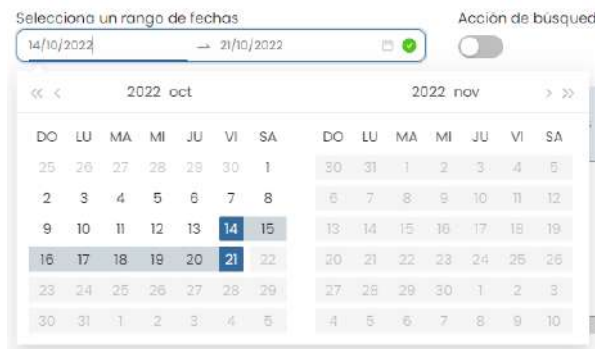 Selecciona un rango de fechas
Acción de búsqued
14/10/2022 → 21/10/2022
« < 2022 oct
2022 nov > »
DO LU MA MI JU VI SA
DO LU MA MI JU VI SA
25 26 27 28 29 30 1
30 31 1 2 3 4 5
2 3 4 5 6 7 8
6 7 8 9 10 11 12
9 10 11 12 13 14 15
13 14 15 16 17 18 19
16 17 18 19 20 21 22
20 21 22 23 24 25 26
23 24 25 26 27 28 29
27 28 29 30 1 2 3
30 31 1 2 3 4 5
4 5 6 7 8 9 10